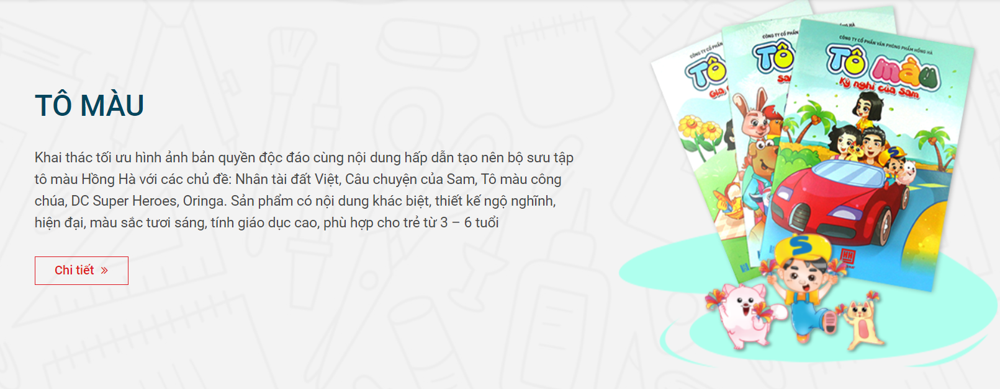 TÔ MÀU
Khai thác tối ưu hình ảnh bản quyền độc đáo cùng nội dung hấp dẫn tạo nên bộ sưu tập
tô màu Hồng Hà với các chủ đề: Nhân tài đất Việt, Câu chuyện của Sam, Tô màu công
chúa, DC Super Heroes, Oringa. Sản phẩm có nội dung khác biệt, thiết kế ngộ nghĩnh,
hiện đại, màu sắc tươi sáng, tính giáo dục cao, phù hợp cho trẻ từ 3 – 6 tuổi
Chi tiết »
CÔNG TY CỔ PHẦN
TÔ
CÔNG TY CỔ PHẦN
HÀ
TÔ
CÔNG TY CỔ PHẦN VĂN PHÒNG PHẨM HỒNG HÀ
TÔ màu
Kỳ nghỉ của Sam
S
HH
S